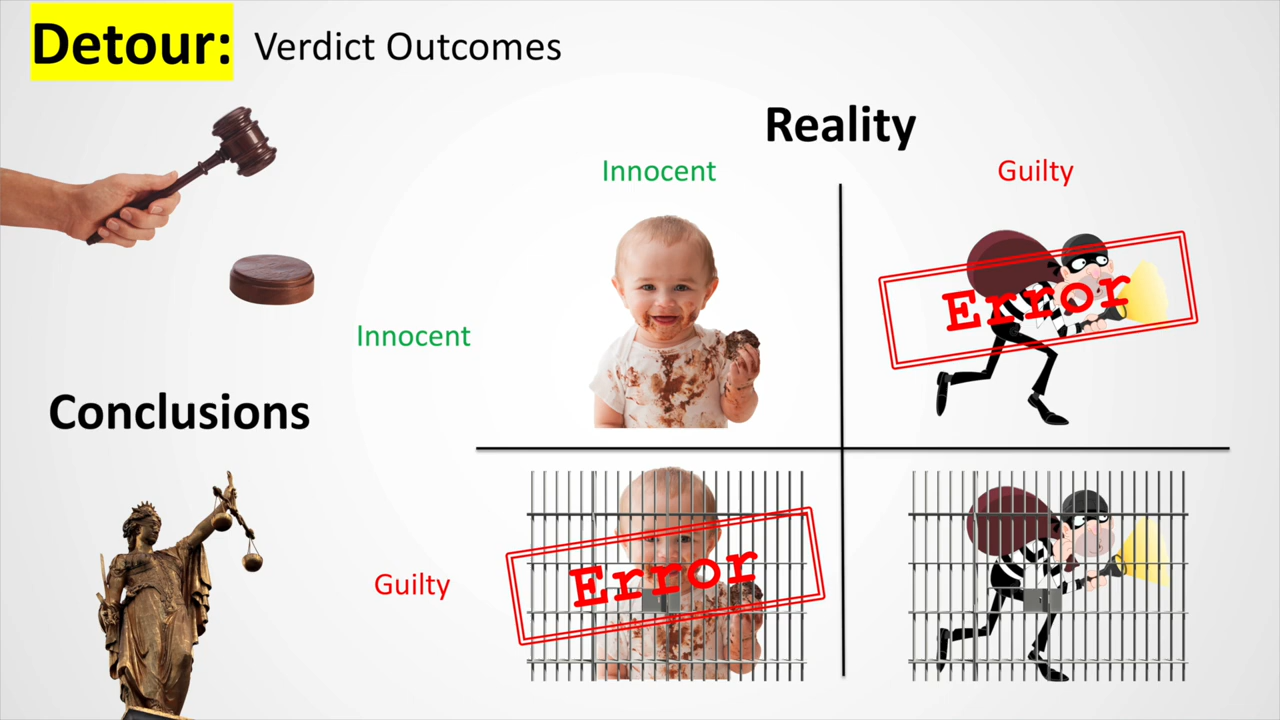 Detour: Verdict Outcomes
Reality
Innocent Guilty
Error
Innocent
Conclusions
Error
Guilty